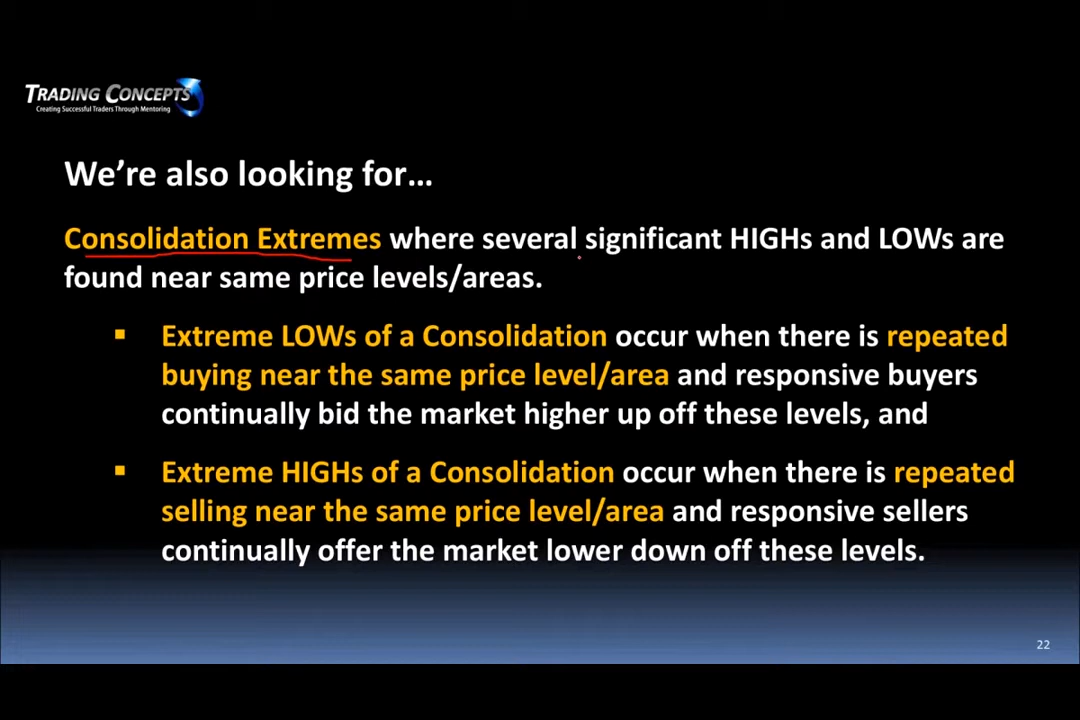 TRADING CONCEPTS
Creating Successful Traders Through Mentoring
We’re also looking for…
Consolidation Extremes where several significant HIGHs and LOWs are
found near same price levels/areas.
▪ Extreme LOWs of a Consolidation occur when there is repeated
buying near the same price level/area and responsive buyers
continually bid the market higher up off these levels, and
▪ Extreme HIGHs of a Consolidation occur when there is repeated
selling near the same price level/area and responsive sellers
continually offer the market lower down off these levels.
22